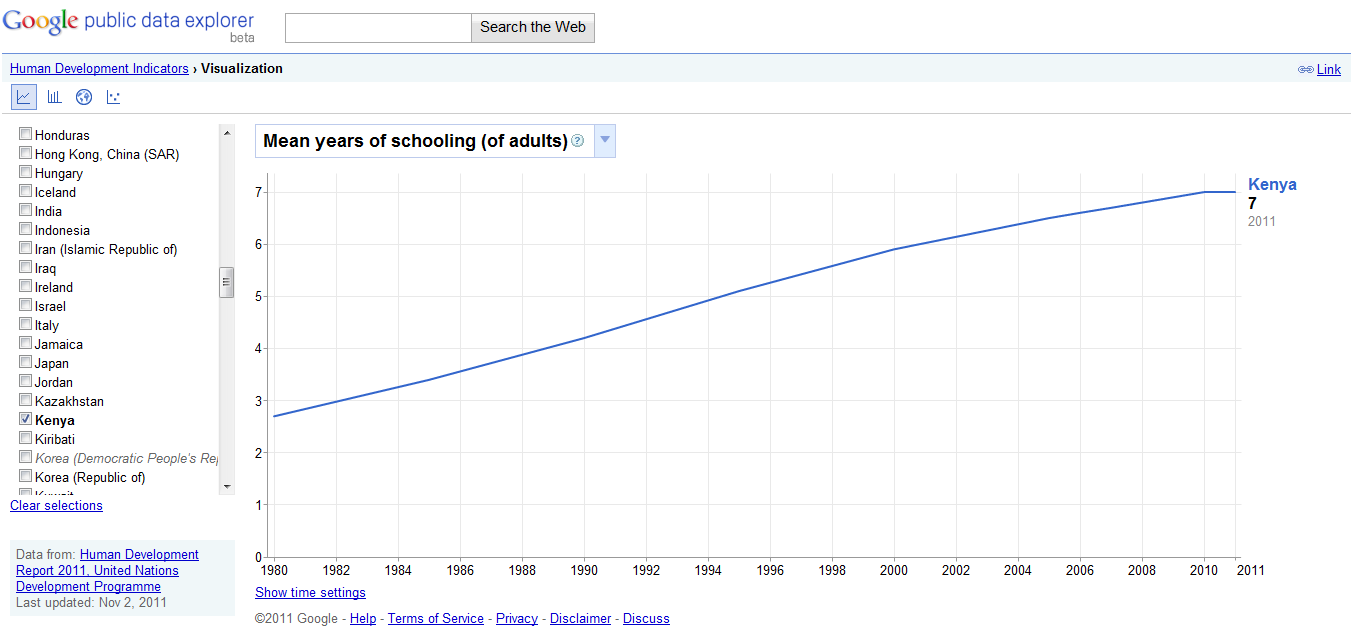 Google public data explorer
beta
Search the Web
Human Development Indicators › Visualization
Link
Honduras
Hong Kong, China (SAR)
Hungary
Iceland
India
Indonesia
Iran (Islamic Republic of)
Iraq
Ireland
Israel
Italy
Jamaica
Japan
Jordan
Kazakhstan
Kenya
Kiribati
Korea (Democratic People's Rep
Korea (Republic of)
Kuwait
Clear selections
Data from: Human Development
Report 2011, United Nations
Development Programme
Last updated: Nov 2, 2011
Mean years of schooling (of adults) ?
7
6
5
4
3
2
1
0
1980 1982 1984 1986 1988 1990 1992 1994 1996 1998 2000 2002 2004 2006 2008 2010 2011
Kenya
7
2011
Show time settings
©2011 Google - Help - Terms of Service - Privacy - Disclaimer - Discuss